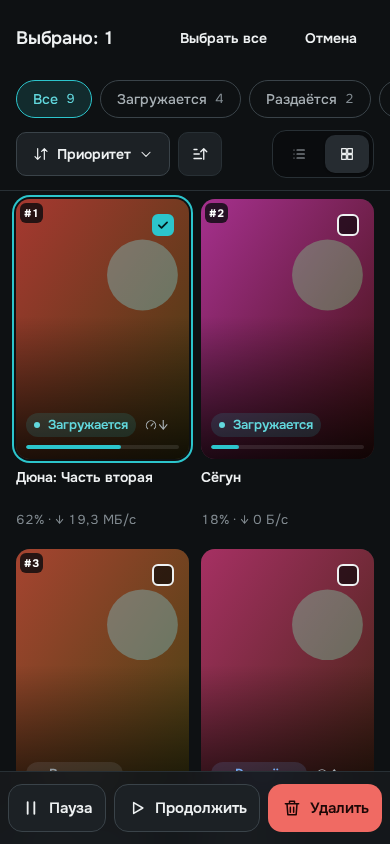 Выбрано: 1
Выбрать все
Отмена
Все 9
Загружается 4
Раздаётся 2
Приоритет
#1
#2
Загружается
Загружается
Дюна: Часть вторая
Сёгун
62% · ↓ 19,3 МБ/с
18% · ↓ 0 Б/с
#3
Пауза
Продолжить
Удалить